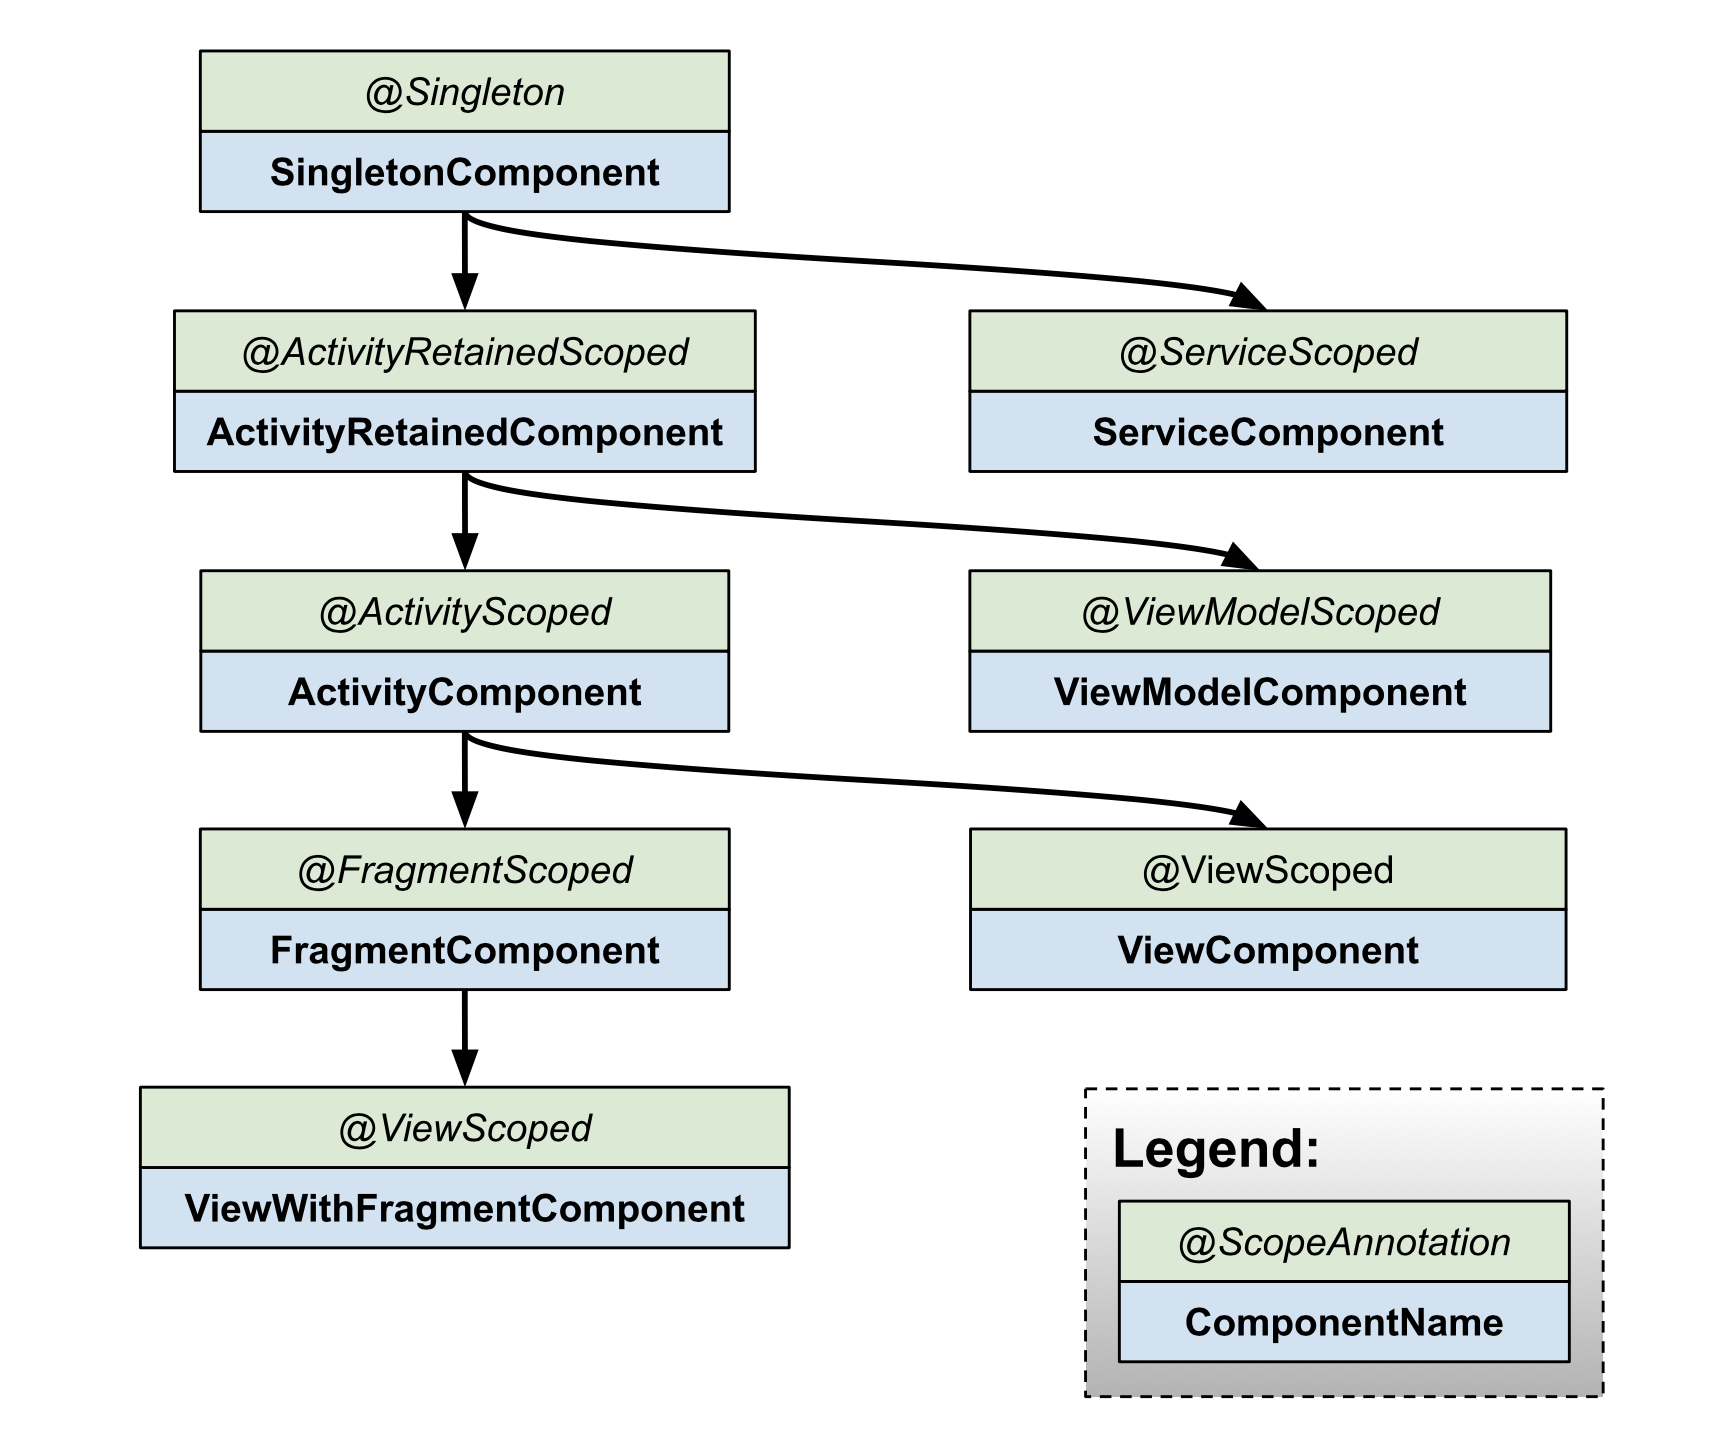 @Singleton
SingletonComponent
@ActivityRetainedScoped
ActivityRetainedComponent
@ServiceScoped
ServiceComponent
@ActivityScoped
ActivityComponent
@ViewModelScoped
ViewModelComponent
@FragmentScoped
FragmentComponent
@ViewScoped
ViewComponent
@ViewScoped
ViewWithFragmentComponent
Legend:
@ScopeAnnotation
ComponentName